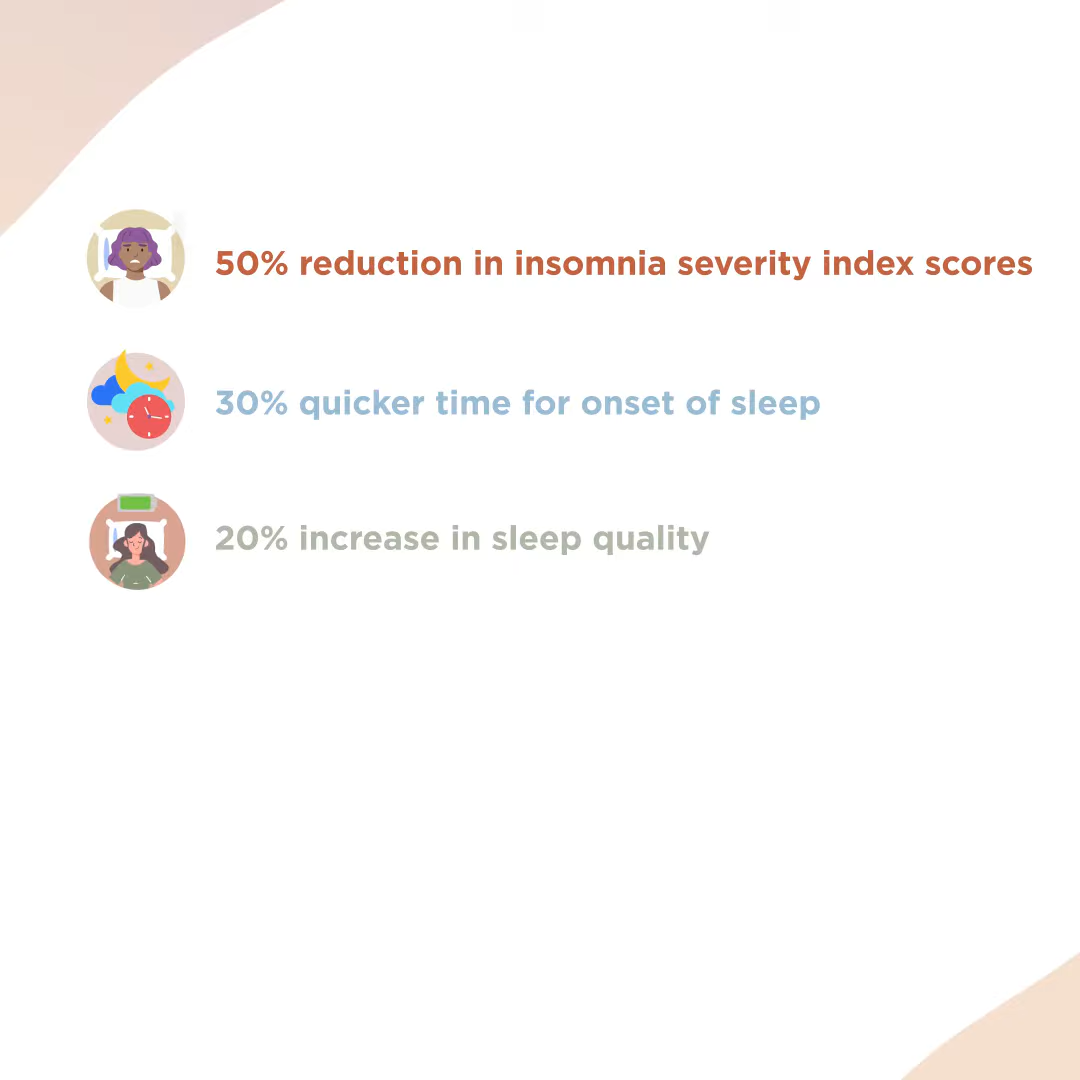 50% reduction in insomnia severity index scores
30% quicker time for onset of sleep
20% increase in sleep quality